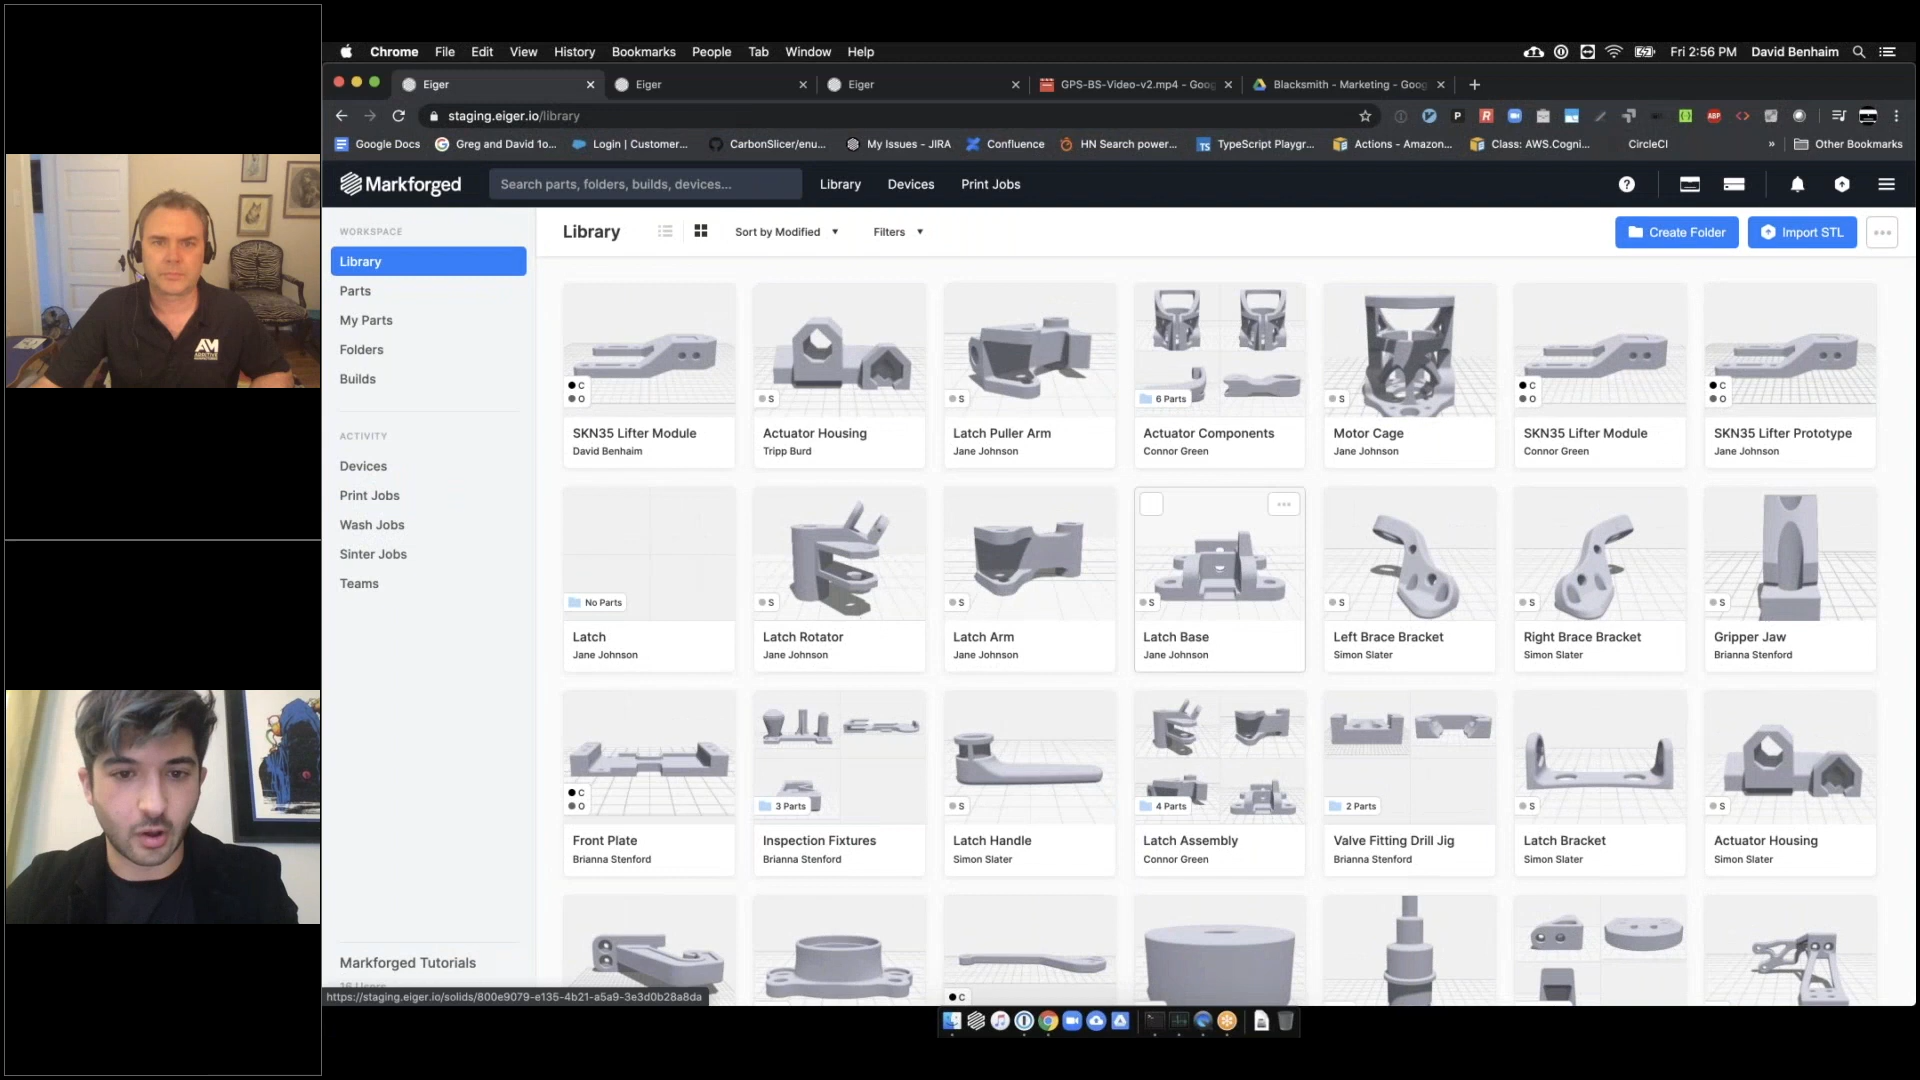 Chrome File Edit View History Bookmarks People Tab Window Help
Fri 2:56 PM David Benhaim
Eiger
Eiger
Eiger
GPS-BS-Video-v2.mp4 - Goog
Blacksmith - Marketing - Goog
staging.eiger.io/library
Google Docs
Greg and David 1o...
Login | Customer...
CarbonSlicer/enu...
My Issues - JIRA
Confluence
HN Search power...
TypeScript Playgr...
Actions - Amazon...
Class: AWS.Cogni...
CircleCI
»
Other Bookmarks
Markforged
Search parts, folders, builds, devices...
Library
Devices
Print Jobs
WORKSPACE
Library
Parts
My Parts
Folders
Builds
ACTIVITY
Devices
Print Jobs
Wash Jobs
Sinter Jobs
Teams
Markforged Tutorials
16 Users
https://staging.eiger.io/solids/800e9079-e135-4b21-a5a9-3e3d0b28a8da
Library
Sort by Modified
Filters
Create Folder
Import STL
C
O
SKN35 Lifter Module
David Benhaim
S
Actuator Housing
Tripp Burd
S
Latch Puller Arm
Jane Johnson
6 Parts
Actuator Components
Connor Green
S
Motor Cage
Jane Johnson
C
O
SKN35 Lifter Module
Connor Green
C
O
SKN35 Lifter Prototype
Jane Johnson
No Parts
Latch
Jane Johnson
S
Latch Rotator
Jane Johnson
S
Latch Arm
Jane Johnson
S
Latch Base
Jane Johnson
S
Left Brace Bracket
Simon Slater
S
Right Brace Bracket
Simon Slater
S
Gripper Jaw
Brianna Stenford
C
O
Front Plate
Brianna Stenford
3 Parts
Inspection Fixtures
Brianna Stenford
S
Latch Handle
Simon Slater
4 Parts
Latch Assembly
Connor Green
2 Parts
Valve Fitting Drill Jig
Brianna Stenford
S
Latch Bracket
Simon Slater
S
Actuator Housing
Simon Slater
C
AM